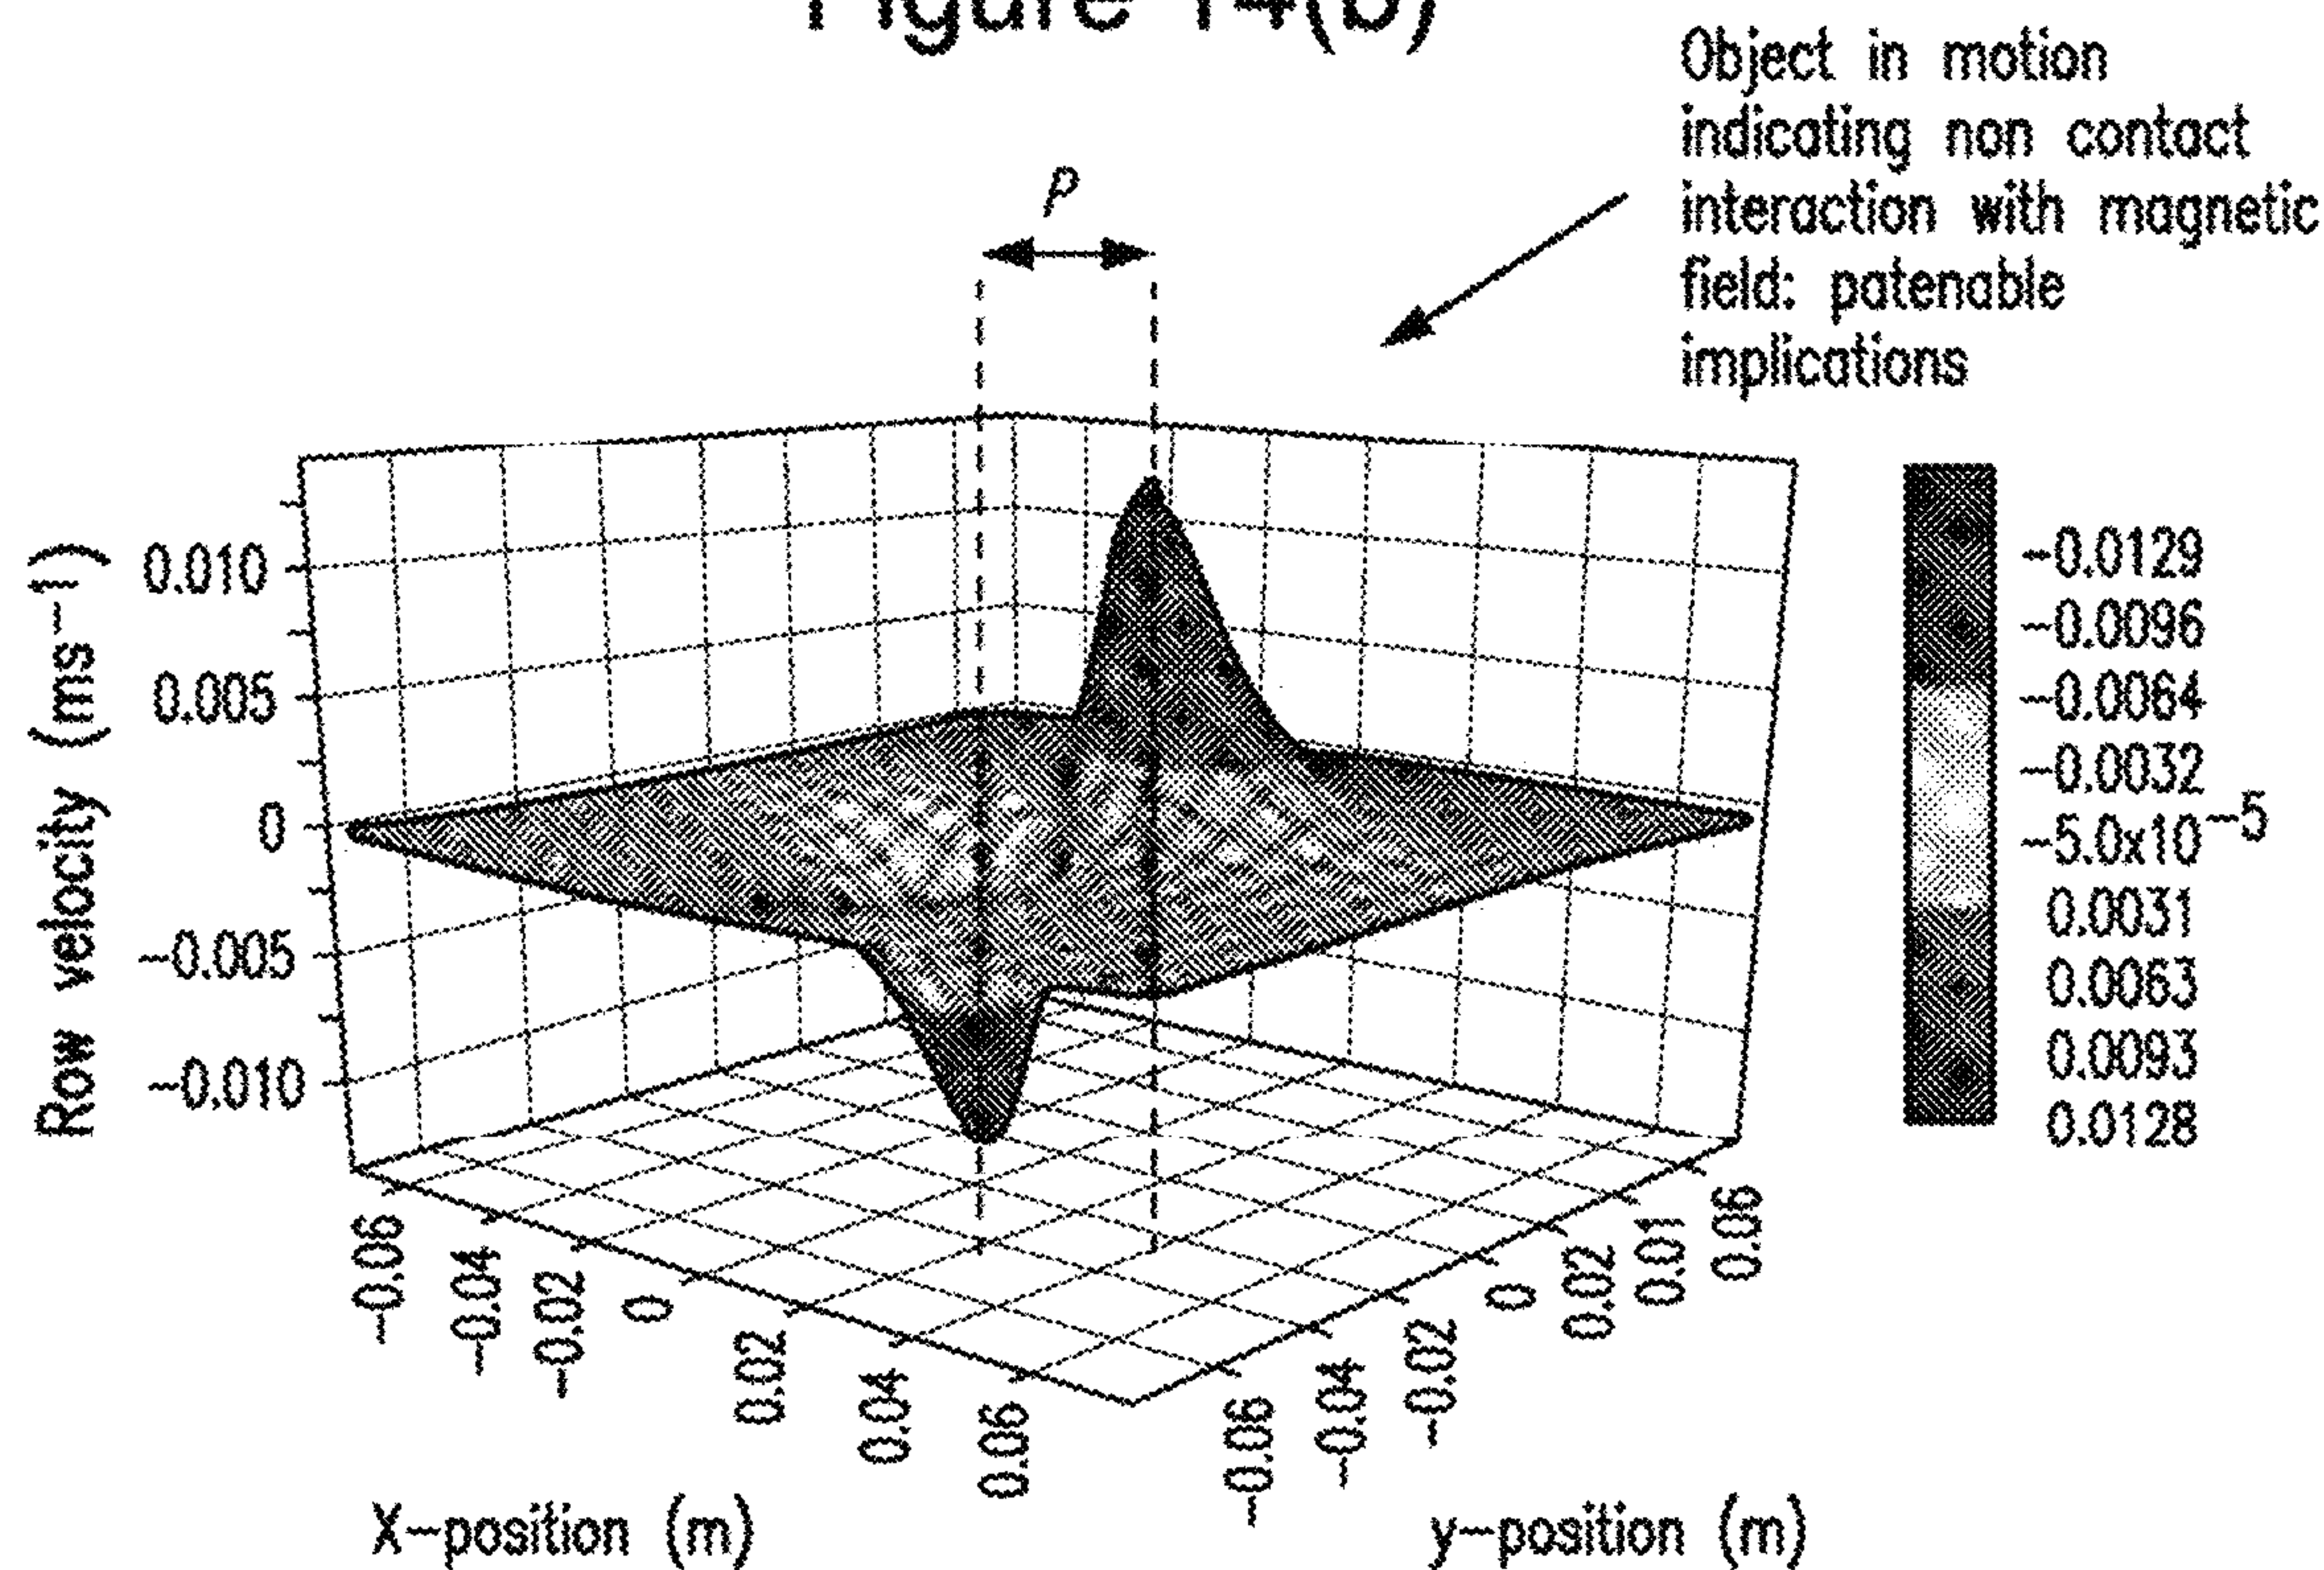 Figure 14(b)
Object in motion
indicating non contact
interaction with magnetic
field: patenable
implications
P
Row velocity (ms−1)
0.010
0.005
0
−0.005
−0.010
−0.0129
−0.0096
−0.0064
−0.0032
−5.0x10−5
0.0031
0.0063
0.0093
0.0128
−0.06
−0.04
−0.02
0
0.02
0.04
0.06
X−position (m)
−0.06
−0.04
−0.02
0
0.02
0.01
0.06
y−position (m)